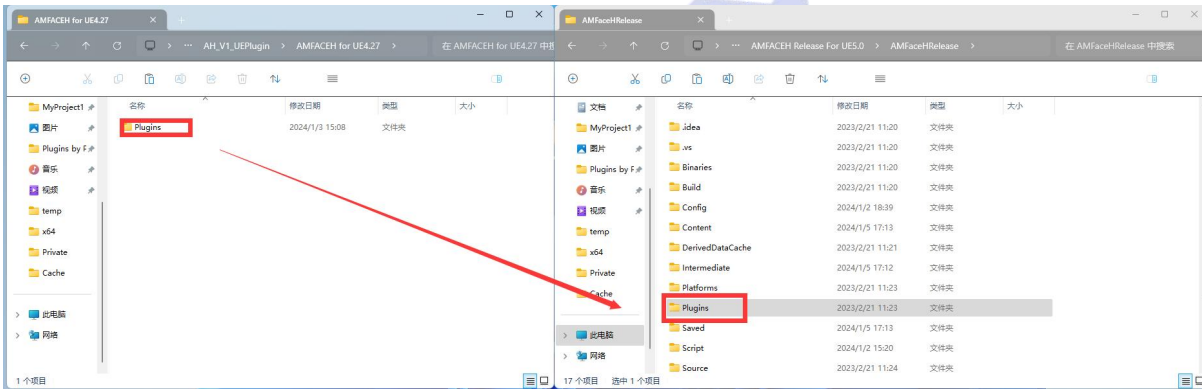 AMFACEH for UE4.27
AH_V1_UEPlugin > AMFACEH for UE4.27 >
在 AMFACEH for UE4.27 中搜
名称 修改日期 类型 大小
MyProject1
图片
Plugins by F
音乐
视频
temp
x64
Private
Cache
此电脑
网络
Plugins 2024/1/3 15:08 文件夹
1 个项目
AMFaceHRelease
AMFACEH Release For UE5.0 > AMFaceHRelease >
在 AMFaceHRelease 中搜索
名称 修改日期 类型 大小
文档
MyProject1
图片
Plugins by F
音乐
视频
temp
x64
Private
Cache
此电脑
网络
.idea 2023/2/21 11:20 文件夹
.vs 2023/2/21 11:20 文件夹
Binaries 2023/2/21 11:20 文件夹
Build 2023/2/21 11:20 文件夹
Config 2024/1/2 18:39 文件夹
Content 2024/1/5 17:13 文件夹
DerivedDataCache 2023/2/21 11:21 文件夹
Intermediate 2024/1/5 17:12 文件夹
Platforms 2023/2/21 11:23 文件夹
Plugins 2023/2/21 11:23 文件夹
Saved 2024/1/5 17:13 文件夹
Script 2024/1/2 15:20 文件夹
Source 2023/2/21 11:24 文件夹
17 个项目 选中 1 个项目